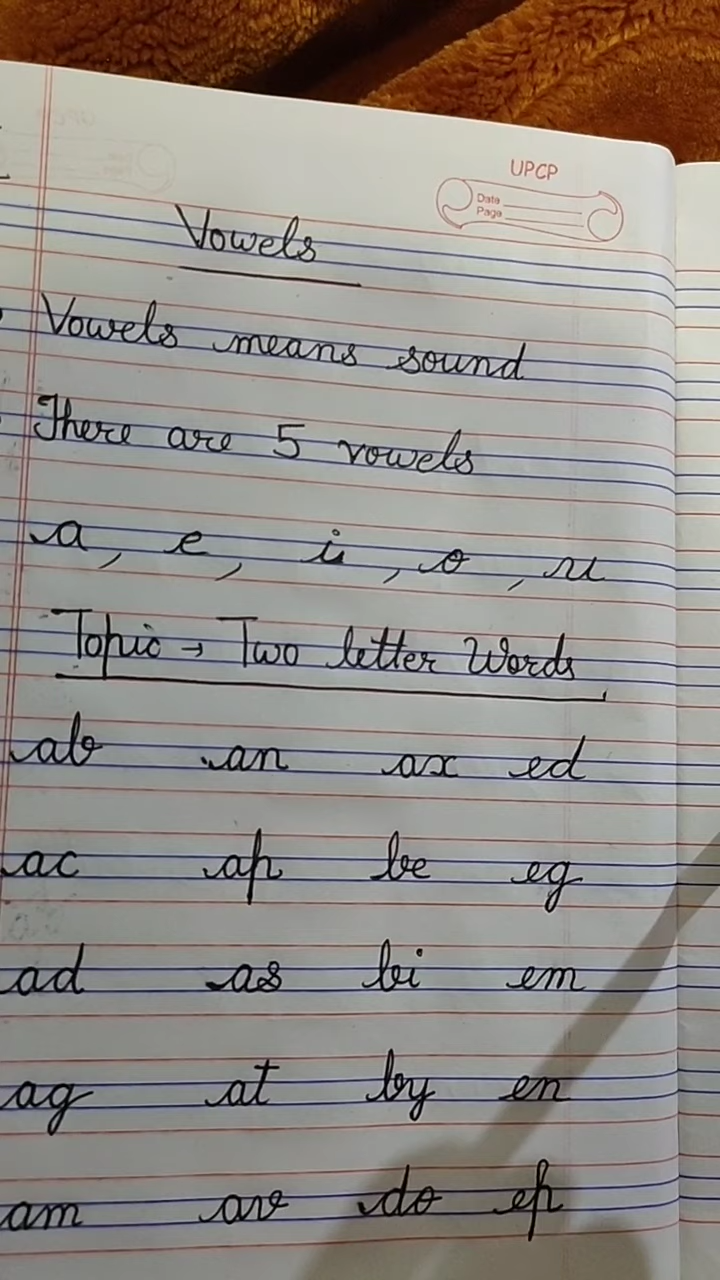 UPCP
Date
Page
Vowels
Vowels means sound
There are 5 vowels
a, e, i, o, u
Topic → Two letter Words
ab an ax ed
ac ap be eg
ad as bi em
ag at by en
am av do ep